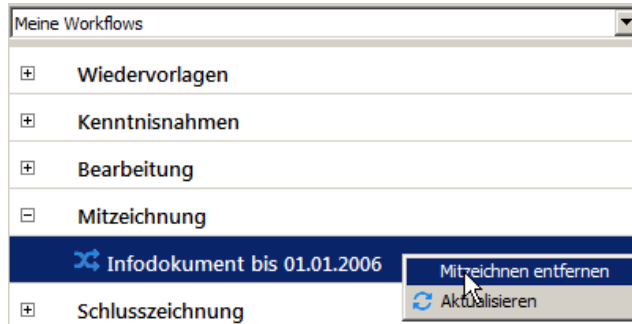 Meine Workflows
Wiedervorlagen
Kenntnisnahmen
Bearbeitung
Mitzeichnung
Infodokument bis 01.01.2006
Mitzeichnen entfernen
Aktualisieren
Schlusszeichnung